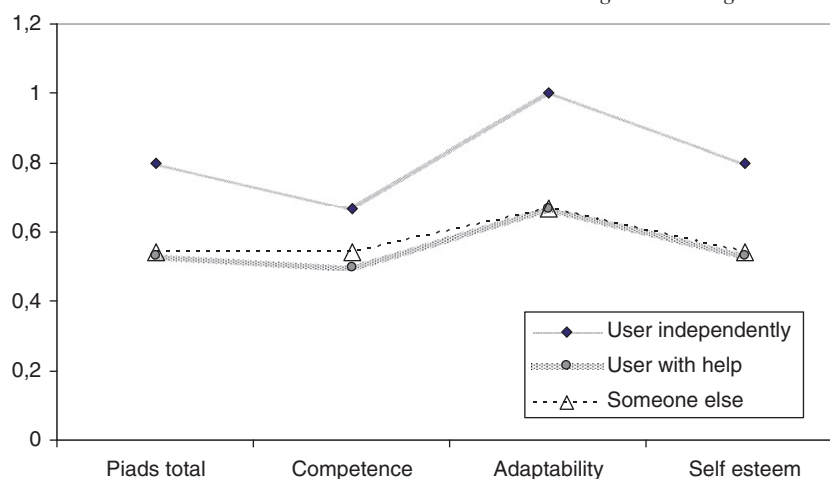 1,2
1
0,8
0,6
0,4
0,2
0
User independently
User with help
Someone else
Piads total Competence Adaptability Self esteem